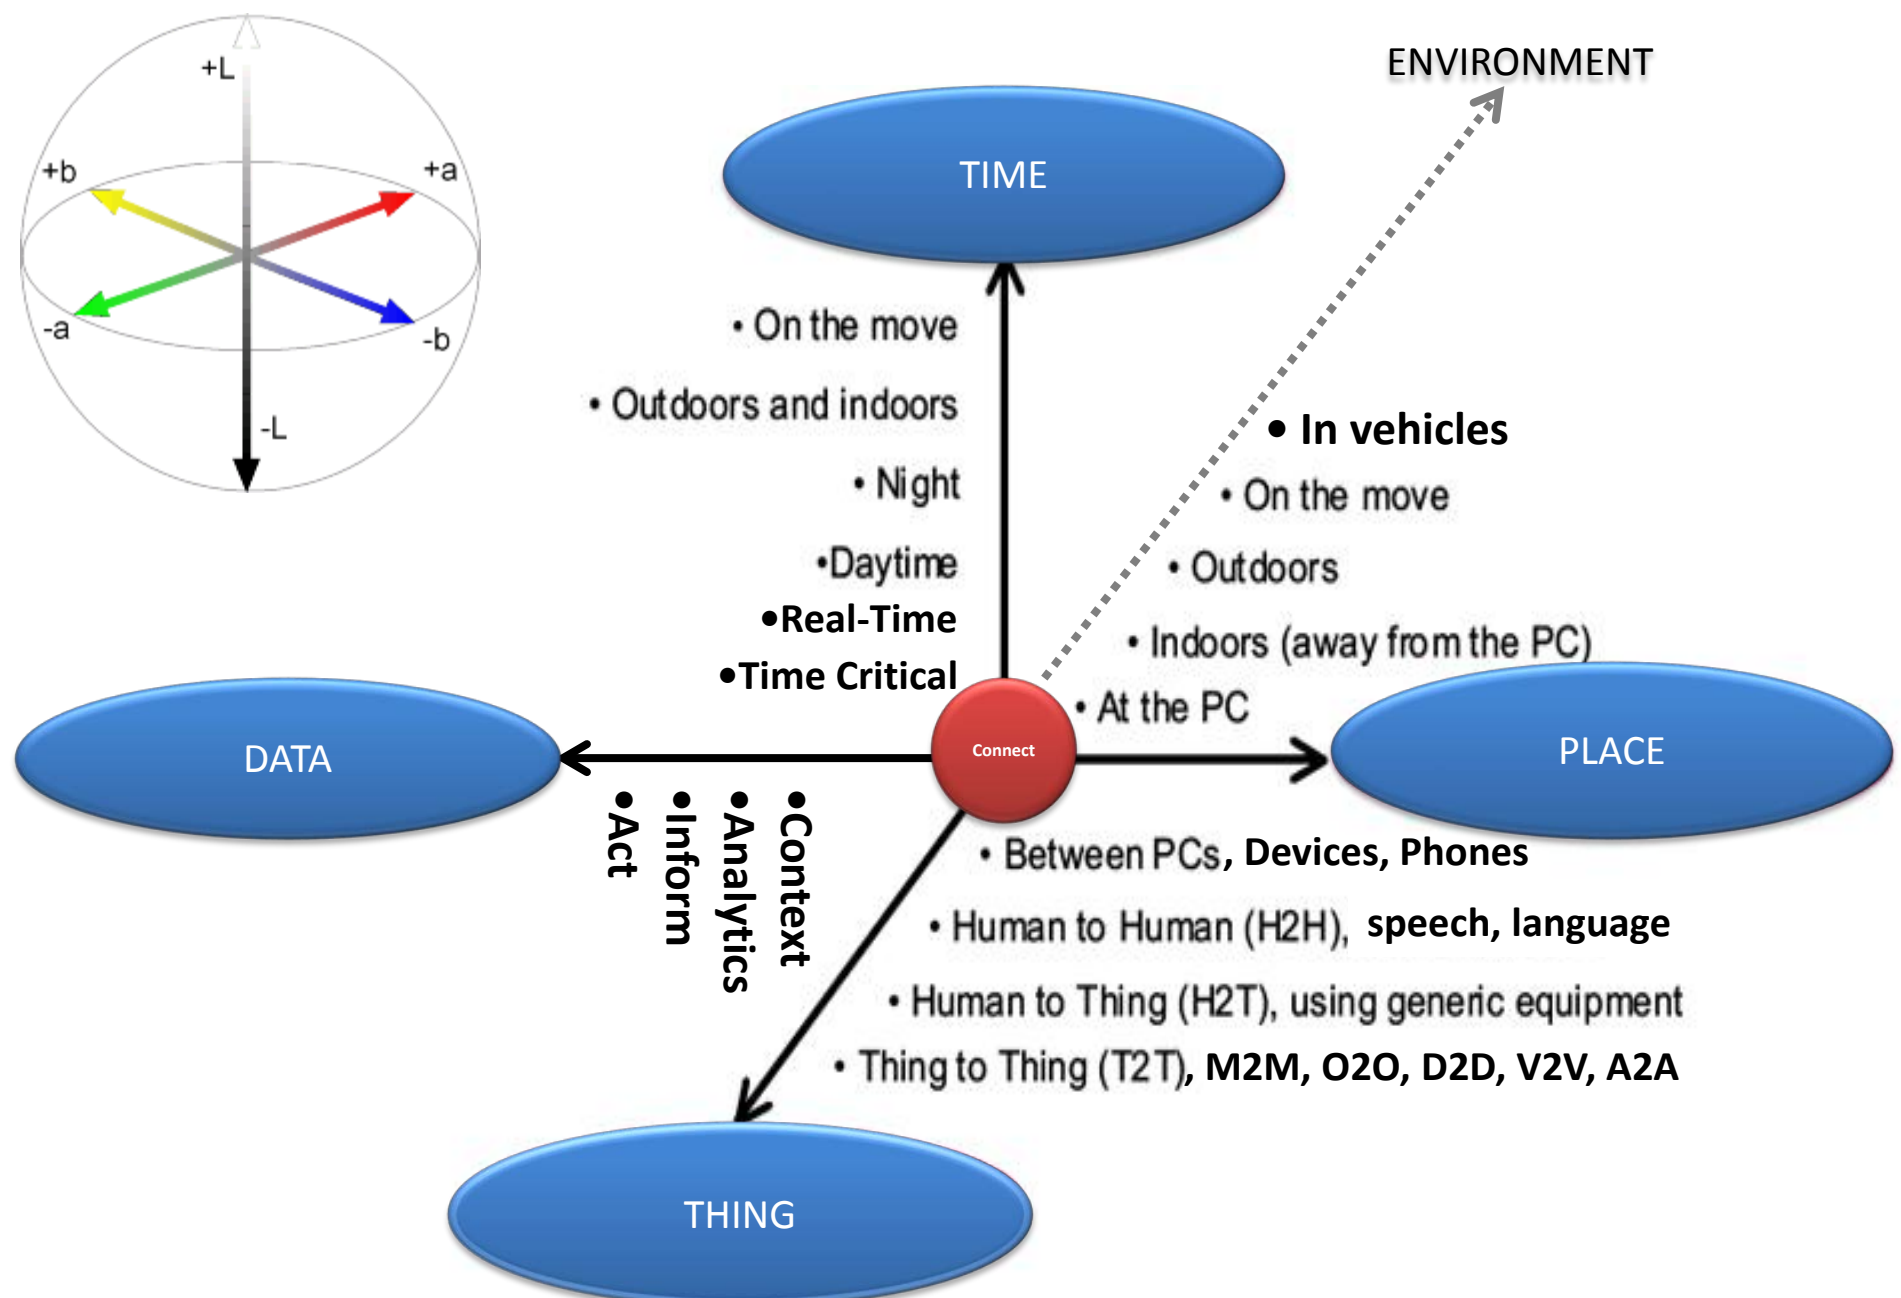 +L
+b
+a
-a
-b
-L
ENVIRONMENT
TIME
• On the move
• Outdoors and indoors
• Night
•Daytime
•Real-Time
•Time Critical
• In vehicles
• On the move
• Outdoors
• Indoors (away from the PC)
• At the PC
DATA
Connect
PLACE
•Context
•Analytics
•Inform
•Act
• Between PCs, Devices, Phones
• Human to Human (H2H), speech, language
• Human to Thing (H2T), using generic equipment
• Thing to Thing (T2T), M2M, O2O, D2D, V2V, A2A
THING